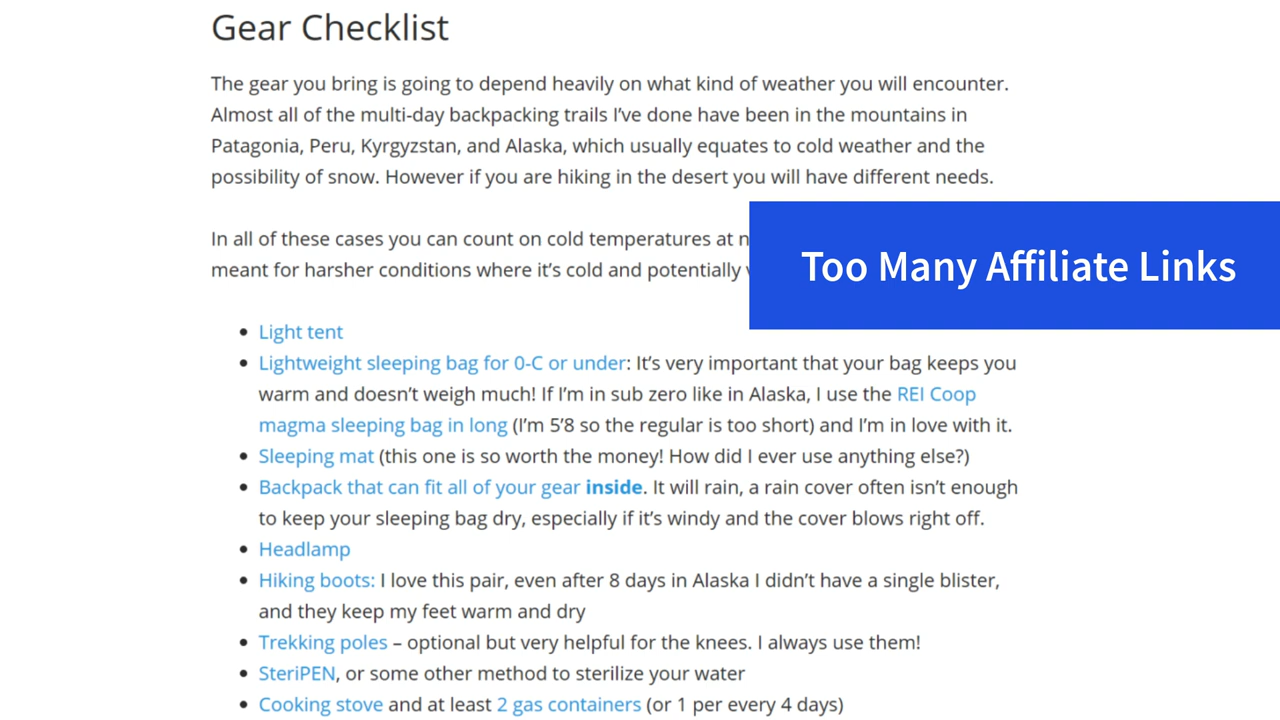 Gear Checklist
The gear you bring is going to depend heavily on what kind of weather you will encounter.
Almost all of the multi-day backpacking trails I’ve done have been in the mountains in
Patagonia, Peru, Kyrgyzstan, and Alaska, which usually equates to cold weather and the
possibility of snow. However if you are hiking in the desert you will have different needs.
In all of these cases you can count on cold temperatures at
meant for harsher conditions where it’s cold and potentially
Too Many Affiliate Links
Light tent
Lightweight sleeping bag for 0-C or under: It’s very important that your bag keeps you
warm and doesn’t weigh much! If I’m in sub zero like in Alaska, I use the REI Coop
magma sleeping bag in long (I’m 5’8 so the regular is too short) and I’m in love with it.
Sleeping mat (this one is so worth the money! How did I ever use anything else?)
Backpack that can fit all of your gear inside. It will rain, a rain cover often isn’t enough
to keep your sleeping bag dry, especially if it’s windy and the cover blows right off.
Headlamp
Hiking boots: I love this pair, even after 8 days in Alaska I didn’t have a single blister,
and they keep my feet warm and dry
Trekking poles – optional but very helpful for the knees. I always use them!
SteriPEN, or some other method to sterilize your water
Cooking stove and at least 2 gas containers (or 1 per every 4 days)